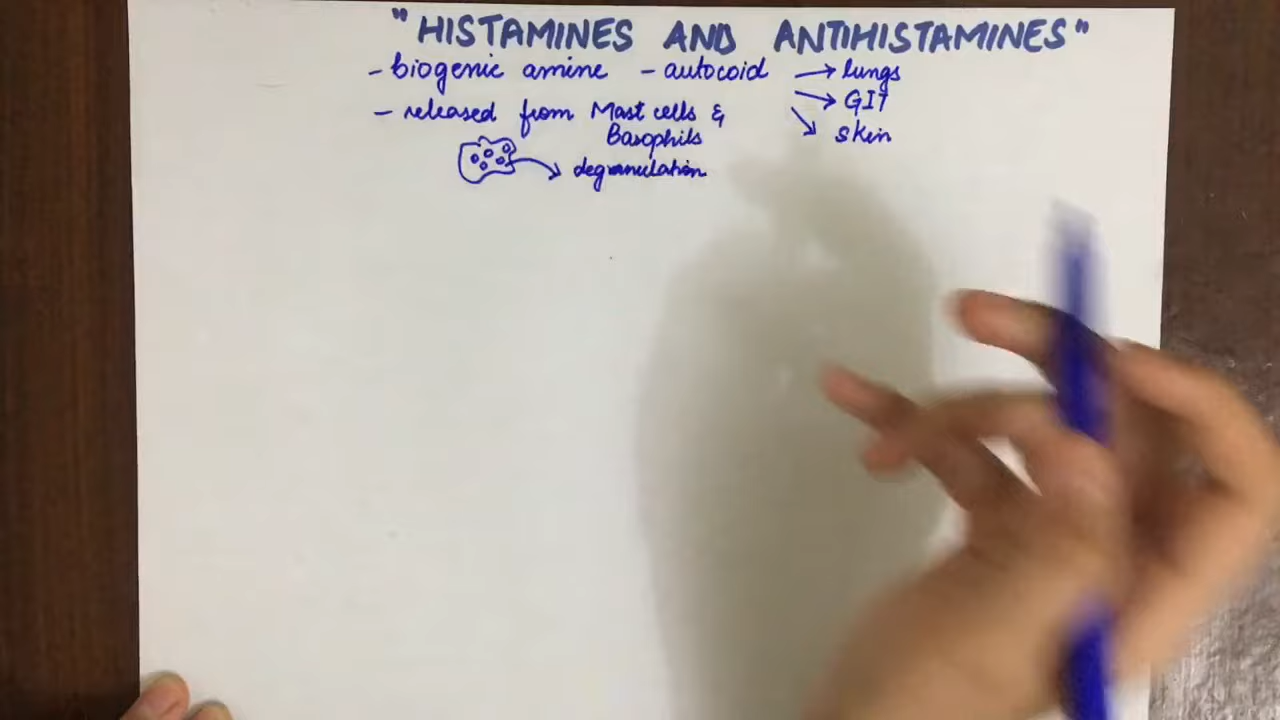 "HISTAMINES AND ANTIHISTAMINES"
- biogenic amine - autocoid → lungs
→ GIT
- released from Mast cells &
↘ skin
Basophils
→ degranulation